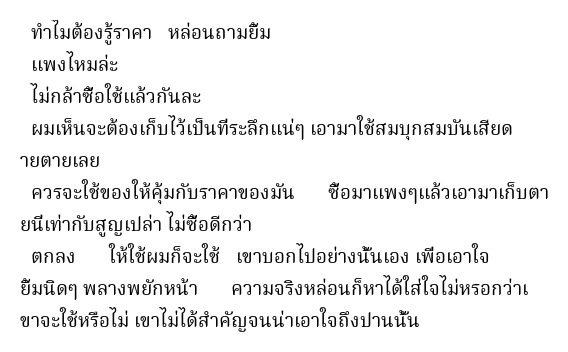 ทำไมต้องรู้ราคา หล่อนถามยิ้ม
แพงไหมล่ะ
ไม่กล้าซื้อใช้แล้วกันละ
ผมเห็นจะต้องเก็บไว้เป็นที่ระลึกแน่ๆ เอามาใช้สมบุกสมบันเสียด
ายตายเลย
ควรจะใช้ของให้คุ้มกับราคาของมัน ซื้อมาแพงๆแล้วเอามาเก็บตา
ยนี่เท่ากับสูญเปล่า ไม่ซื้อดีกว่า
ตกลง ให้ใช้ผมก็จะใช้ เขาบอกไปอย่างนั้นเอง เพื่อเอาใจ
ยิ้มนิดๆ พลางพยักหน้า ความจริงหล่อนก็หาได้ใส่ใจไม่หรอกว่าเ
ขาจะใช้หรือไม่ เขาไม่ได้สำคัญจนน่าเอาใจถึงปานนั้น